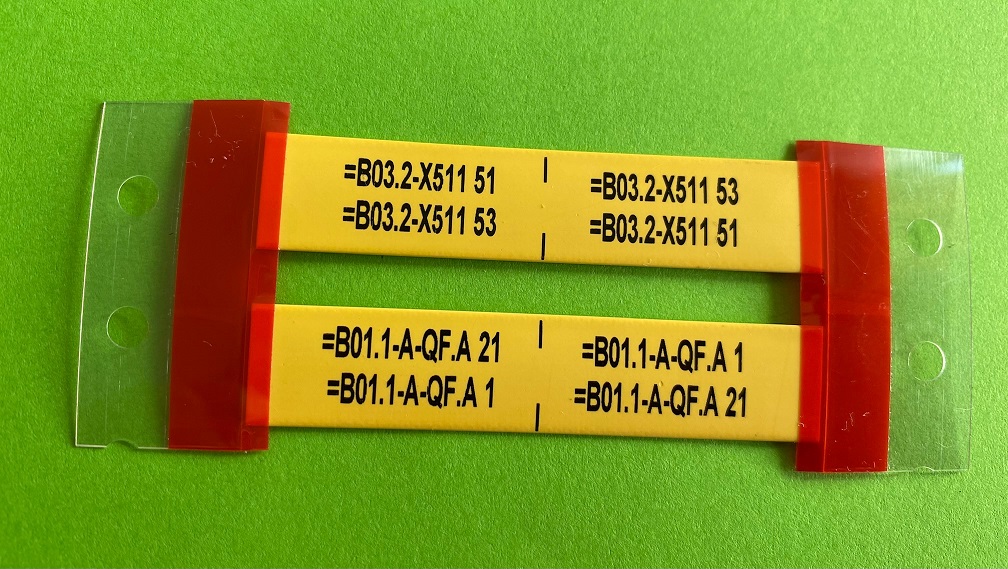 =B03.2-X511 51
=B03.2-X511 53
=B03.2-X511 53
=B03.2-X511 51
=B01.1-A-QF.A 21
=B01.1-A-QF.A 1
=B01.1-A-QF.A 1
=B01.1-A-QF.A 21